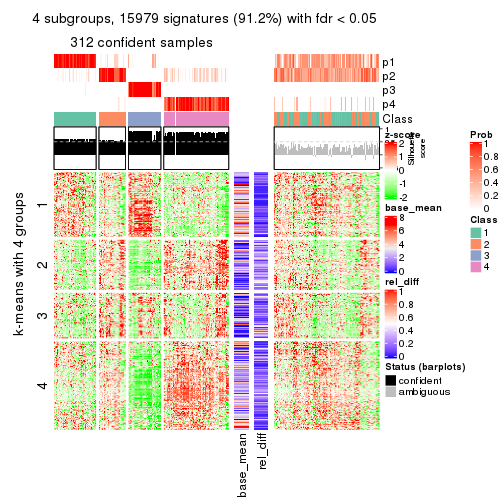 4 subgroups, 15979 signatures (91.2%) with fdr < 0.05
312 confident samples
p1
p2
p3
p4
Class
1
Silhouette
score
z-score
2
1
0
-1
-2
base_mean
8
6
4
2
0
rel_diff
1
0.8
0.6
0.4
0.2
0
Prob
1
0.8
0.6
0.4
0.2
0
Class
1
2
3
4
Status (barplots)
confident
ambiguous
k-means with 4 groups
1
2
3
4
base_mean
rel_diff